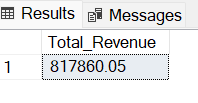 Results Messages
Total_Revenue
1 817860.05